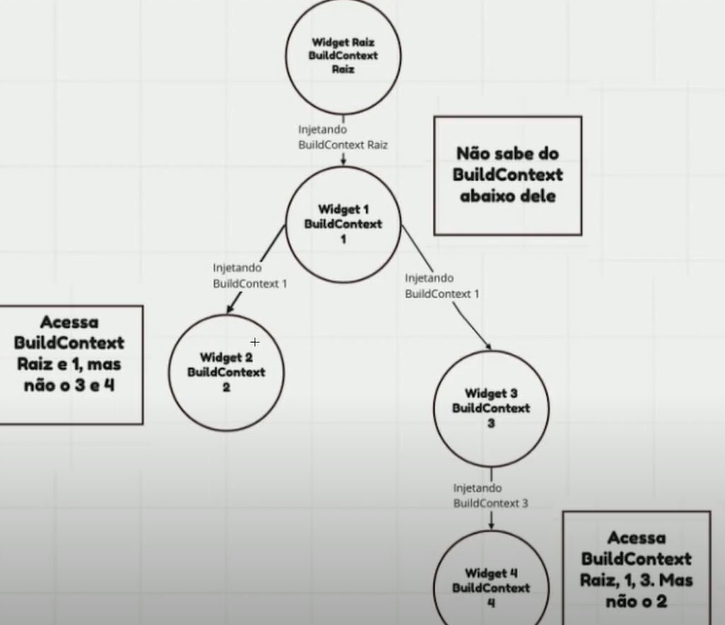 Widget Raiz
BuildContext
Raiz
Injetando
BuildContext Raiz
Não sabe do
BuildContext
abaixo dele
Widget 1
BuildContext
1
Injetando
BuildContext 1
Injetando
BuildContext 1
Acessa
BuildContext
Raiz e 1, mas
não o 3 e 4
Widget 2
BuildContext
2
Widget 3
BuildContext
3
Injetando
BuildContext 3
Widget 4
BuildContext
4
Acessa
BuildContext
Raiz, 1, 3. Mas
não o 2